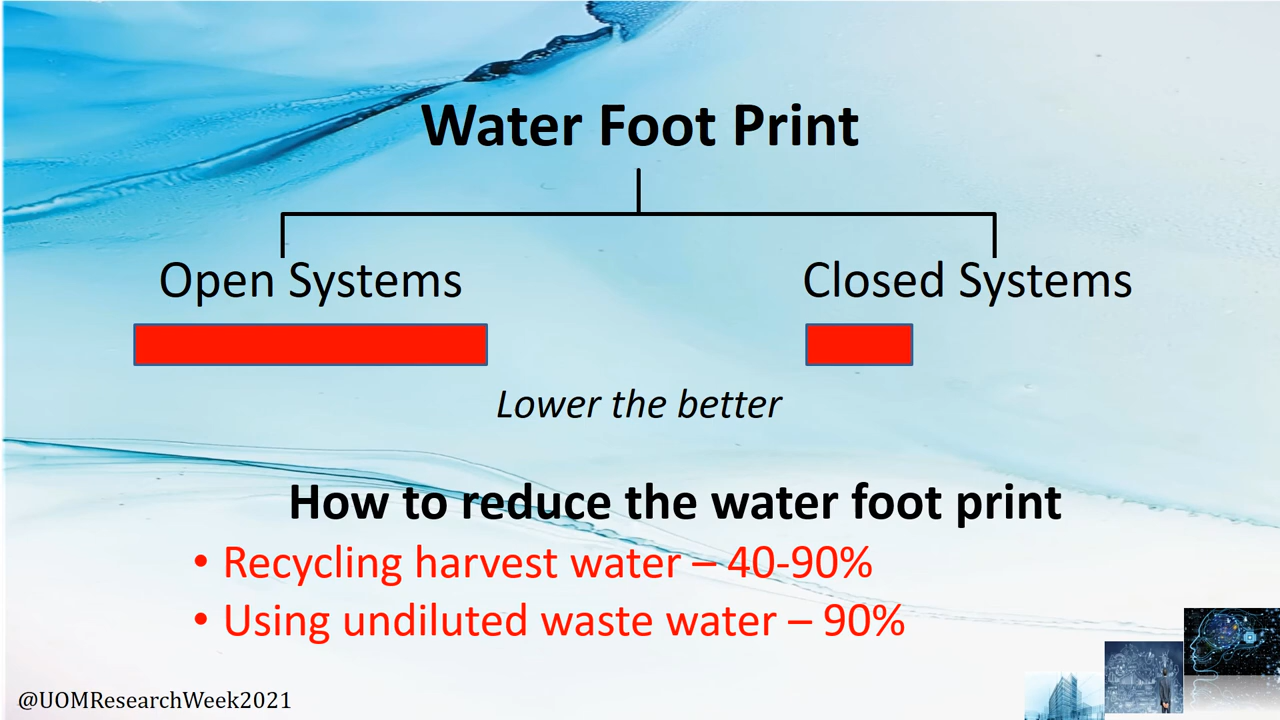 Water Foot Print
Open Systems
Closed Systems
Lower the better
How to reduce the water foot print
• Recycling harvest water – 40-90%
• Using undiluted waste water – 90%
@UOMResearchWeek2021